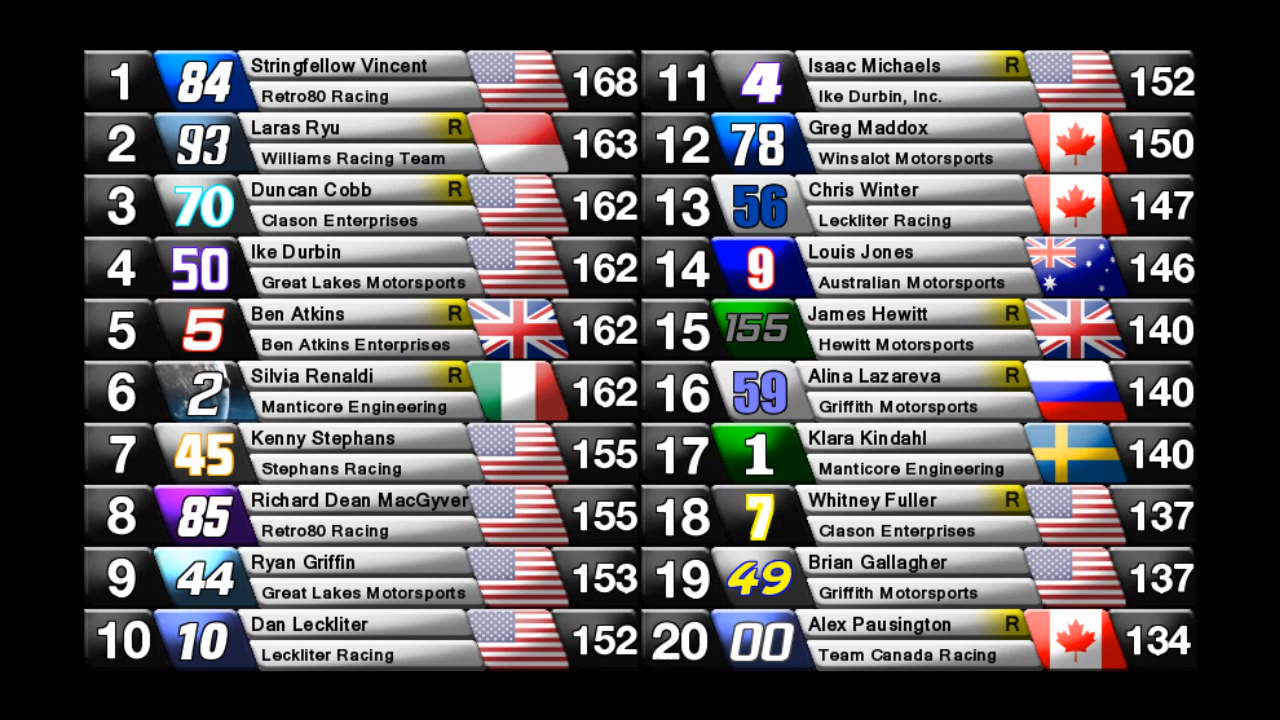 1 84 Stringfellow Vincent 168
Retro80 Racing
2 93 Laras Ryu R 163
Williams Racing Team
3 70 Duncan Cobb R 162
Clason Enterprises
4 50 Ike Durbin 162
Great Lakes Motorsports
5 5 Ben Atkins R 162
Ben Atkins Enterprises
6 2 Silvia Renaldi R 162
Manticore Engineering
7 45 Kenny Stephans 155
Stephans Racing
8 85 Richard Dean MacGyver 155
Retro80 Racing
9 44 Ryan Griffin 153
Great Lakes Motorsports
10 10 Dan Leckliter 152
Leckliter Racing
11 4 Isaac Michaels R 152
Ike Durbin, Inc.
12 78 Greg Maddox 150
Winsalot Motorsports
13 56 Chris Winter 147
Leckliter Racing
14 9 Louis Jones 146
Australian Motorsports
15 155 James Hewitt R 140
Hewitt Motorsports
16 59 Alina Lazareva R 140
Griffith Motorsports
17 1 Klara Kindahl 140
Manticore Engineering
18 7 Whitney Fuller R 137
Clason Enterprises
19 49 Brian Gallagher 137
Griffith Motorsports
20 00 Alex Pausington R 134
Team Canada Racing